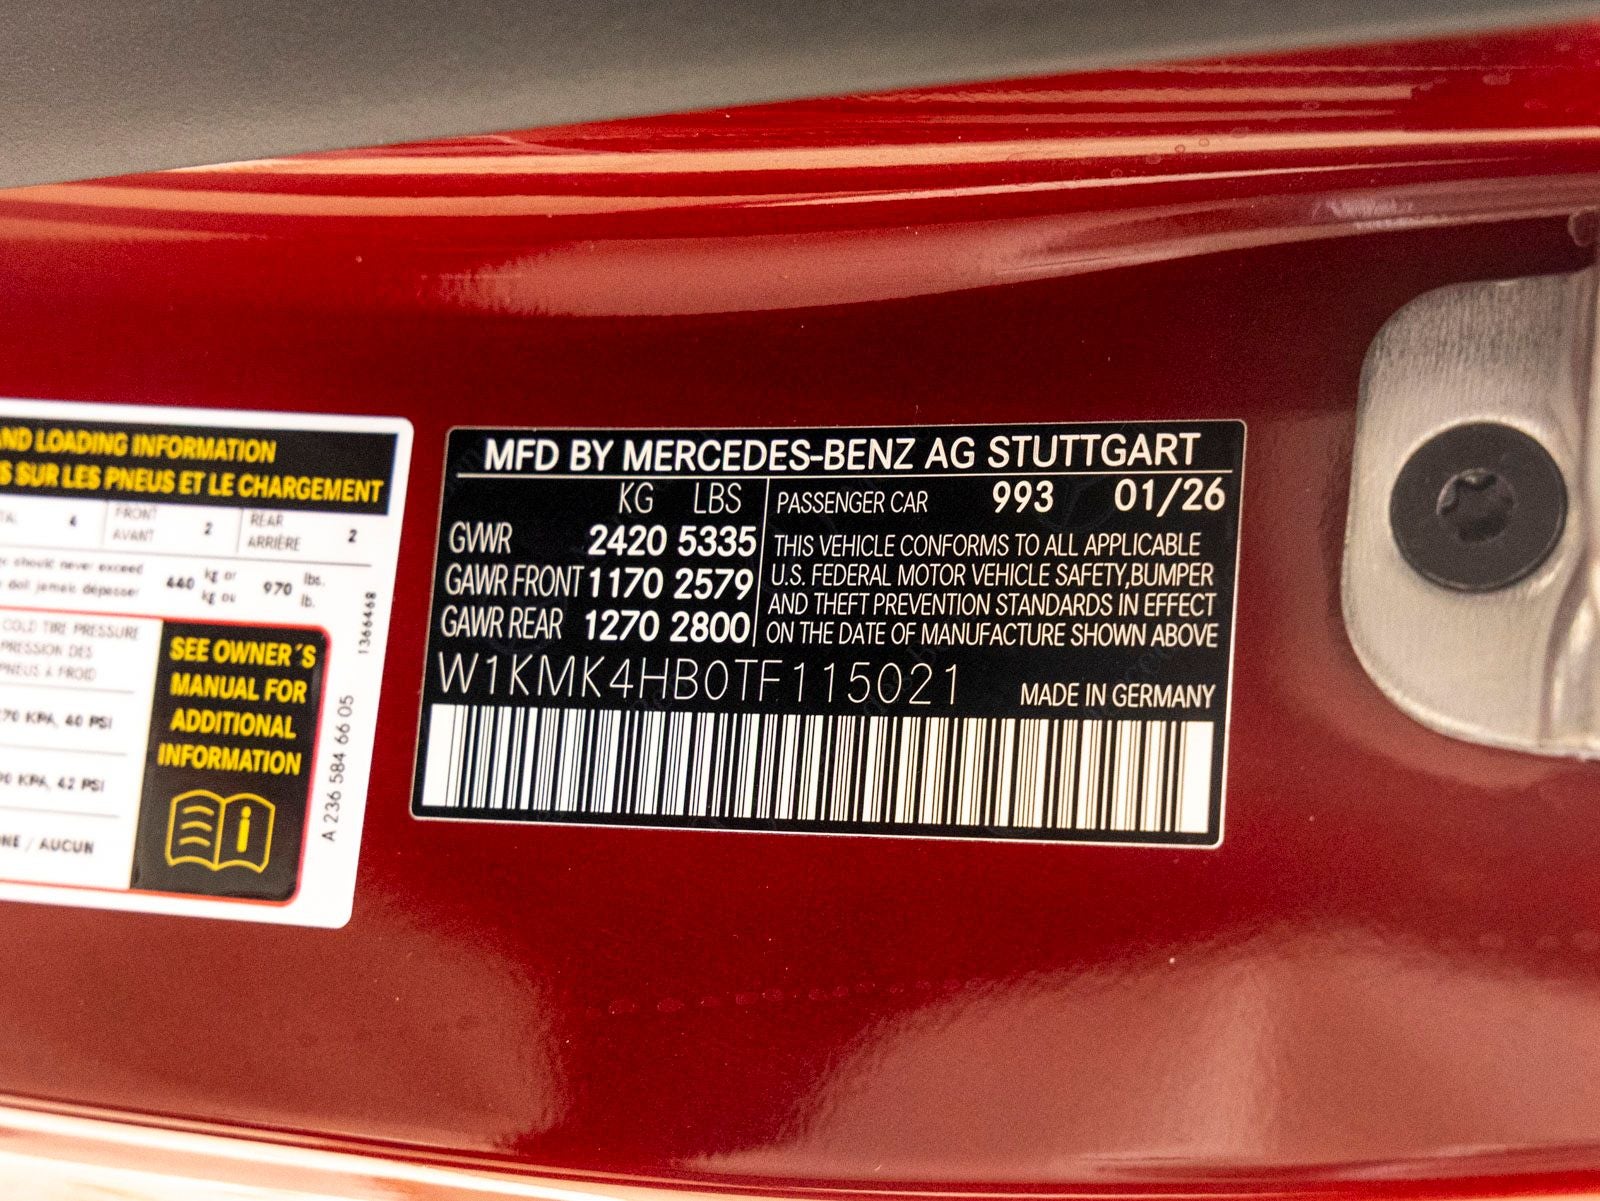 AND LOADING INFORMATION
S SUR LES PNEUS ET LE CHARGEMENT
4 FRONT AVANT 2 REAR ARRIÈRE 2
should never exceed
doit jamais dépasser
440 kg or kg ou 970 lbs. lb.
COLD TIRE PRESSURE
PRESSION DES
PNEUS À FROID
70 KPA, 40 PSI
90 KPA, 42 PSI
NE / AUCUN
SEE OWNER´S
MANUAL FOR
ADDITIONAL
INFORMATION
i
1366468
A 236 584 66 05
MFD BY MERCEDES-BENZ AG STUTTGART
KG LBS
GVWR 2420 5335
GAWR FRONT 1170 2579
GAWR REAR 1270 2800
PASSENGER CAR 993 01/26
THIS VEHICLE CONFORMS TO ALL APPLICABLE
U.S. FEDERAL MOTOR VEHICLE SAFETY,BUMPER
AND THEFT PREVENTION STANDARDS IN EFFECT
ON THE DATE OF MANUFACTURE SHOWN ABOVE
W1KMK4HB0TF115021
MADE IN GERMANY